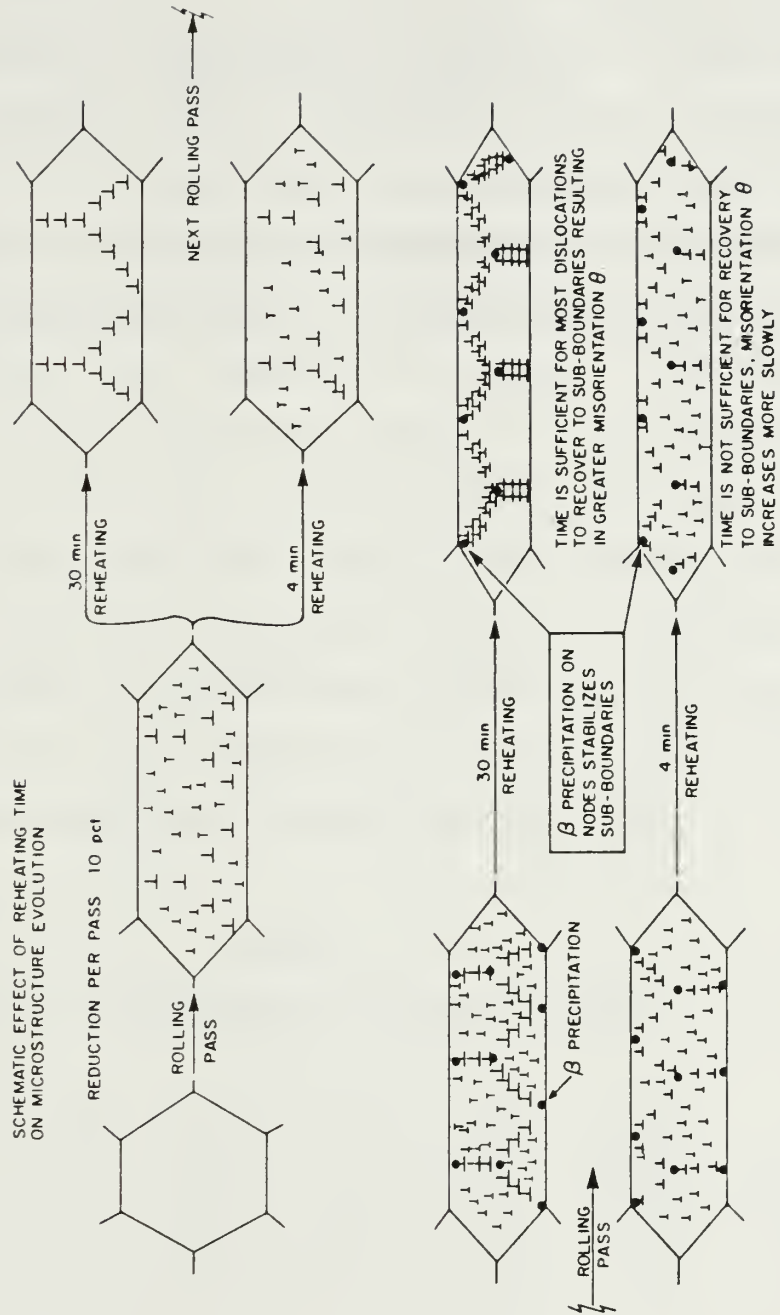 SCHEMATIC EFFECT OF REHEATING TIME
ON MICROSTRUCTURE EVOLUTION
REDUCTION PER PASS 10 pct
ROLLING
PASS
30 min
REHEATING
4 min
REHEATING
NEXT ROLLING PASS
ROLLING
PASS
β PRECIPITATION
30 min
REHEATING
β PRECIPITATION ON
NODES STABILIZES
SUB-BOUNDARIES
4 min
REHEATING
TIME IS SUFFICIENT FOR MOST DISLOCATIONS
TO RECOVER TO SUB-BOUNDARIES RESULTING
IN GREATER MISORIENTATION θ
TIME IS NOT SUFFICIENT FOR RECOVERY
TO SUB-BOUNDARIES, MISORIENTATION θ
INCREASES MORE SLOWLY